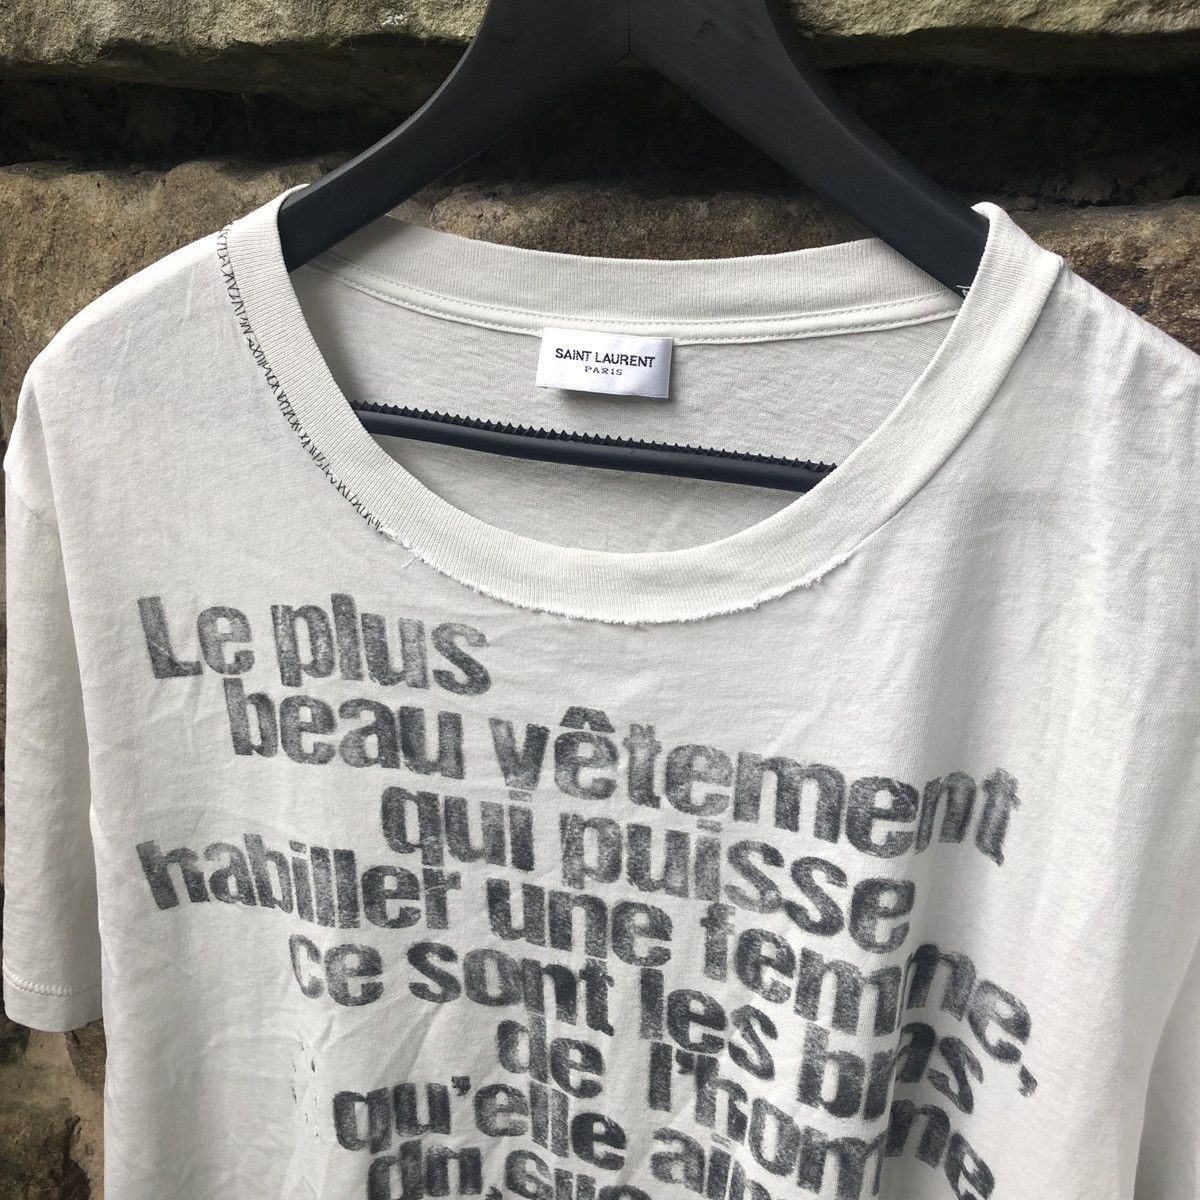 SAINT LAURENT
PARIS
Le plus
beau vêtement
qui puisse
habiller une femme,
ce sont les bras
de l'homme
qu'elle aime